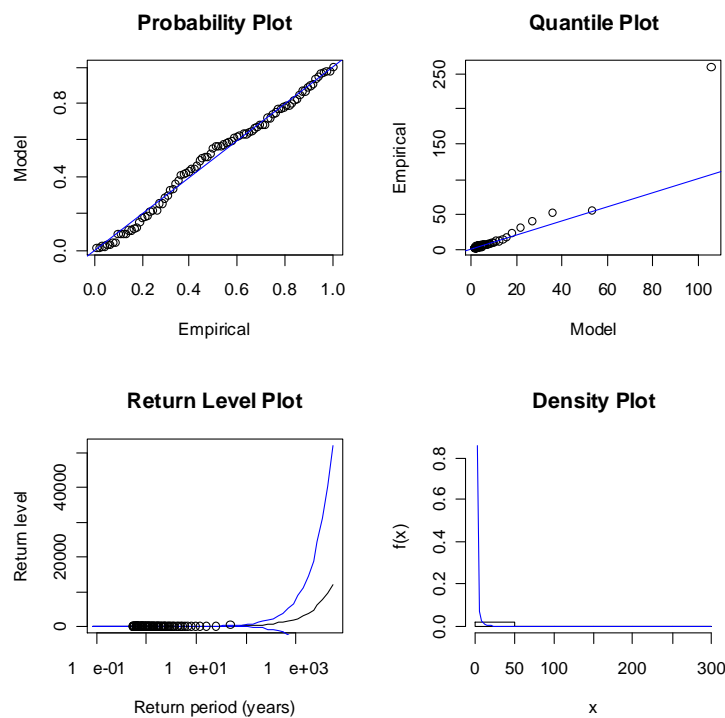 Probability Plot
Model
0.0 0.4 0.8
0.0 0.2 0.4 0.6 0.8 1.0
Empirical
Quantile Plot
Empirical
0 50 150 250
0 20 40 60 80 100
Model
Return Level Plot
Return level
0 20000 40000
1 e-01 1 e+01 1 e+03
Return period (years)
Density Plot
f(x)
0.0 0.2 0.4 0.6 0.8
0 50 150 200 300
x